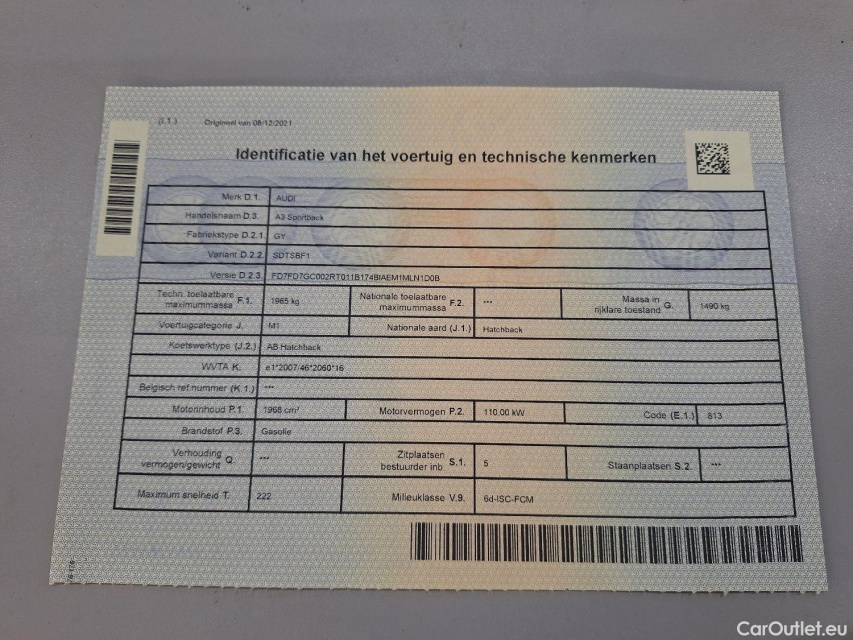 (I.1.) Origineel van 08/12/2021
Identificatie van het voertuig en technische kenmerken
Merk D.1. AUDI
Handelsnaam D.3. A3 Sportback
Fabriekstype D.2.1. GY
Variant D.2.2. SDTSBF1
Versie D.2.3. FD7FD7GC002RT011B174BIAEM1MLN1D0B
Techn. toelaatbare maximummassa F.1. 1965 kg Nationale toelaatbare maximummassa F.2. --- Massa in rijklare toestand G. 1490 kg
Voertuigcategorie J. M1 Nationale aard (J.1.) Hatchback
Koetswerktype (J.2.) AB Hatchback
WVTA K. e1*2007/46*2060*16
Belgisch ref.nummer (K.1.) ---
Motorinhoud P.1. 1968 cm³ Motorvermogen P.2. 110.00 kW Code (E.1.) 813
Brandstof P.3. Gasolie
Verhouding vermogen/gewicht Q. --- Zitplaatsen bestuurder inb. S.1. 5 Staanplaatsen S.2. ---
Maximum snelheid T. 222 Milieuklasse V.9. 6d-ISC-FCM
CarOutlet.eu